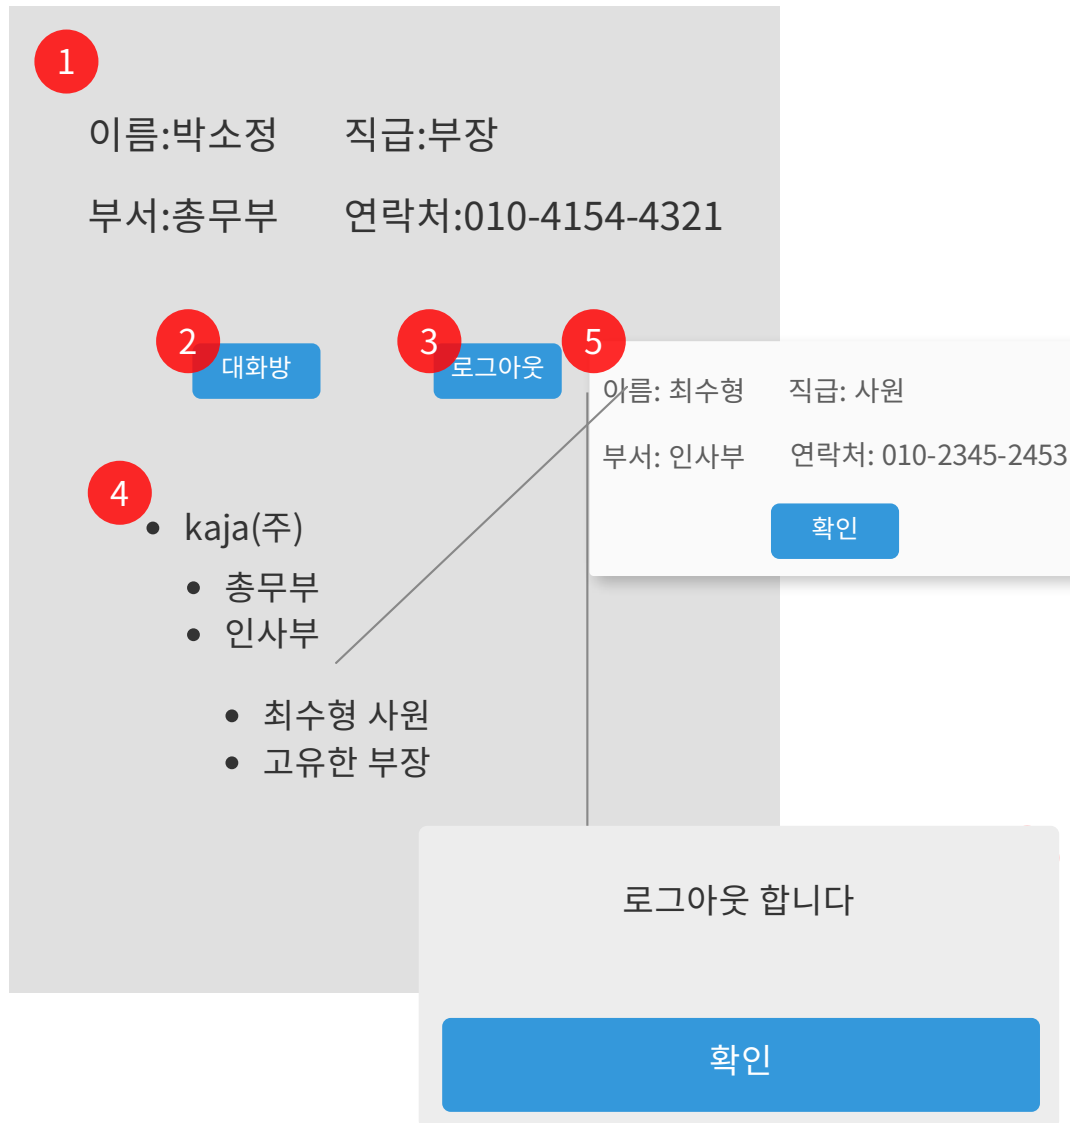 1
이름:박소정 직급:부장
부서:총무부 연락처:010-4154-4321
2
대화방
3
로그아웃
5
이름: 최수형 직급: 사원
부서: 인사부 연락처: 010-2345-2453
확인
4
kaja(주)
총무부
인사부
최수형 사원
고유한 부장
로그아웃 합니다
확인